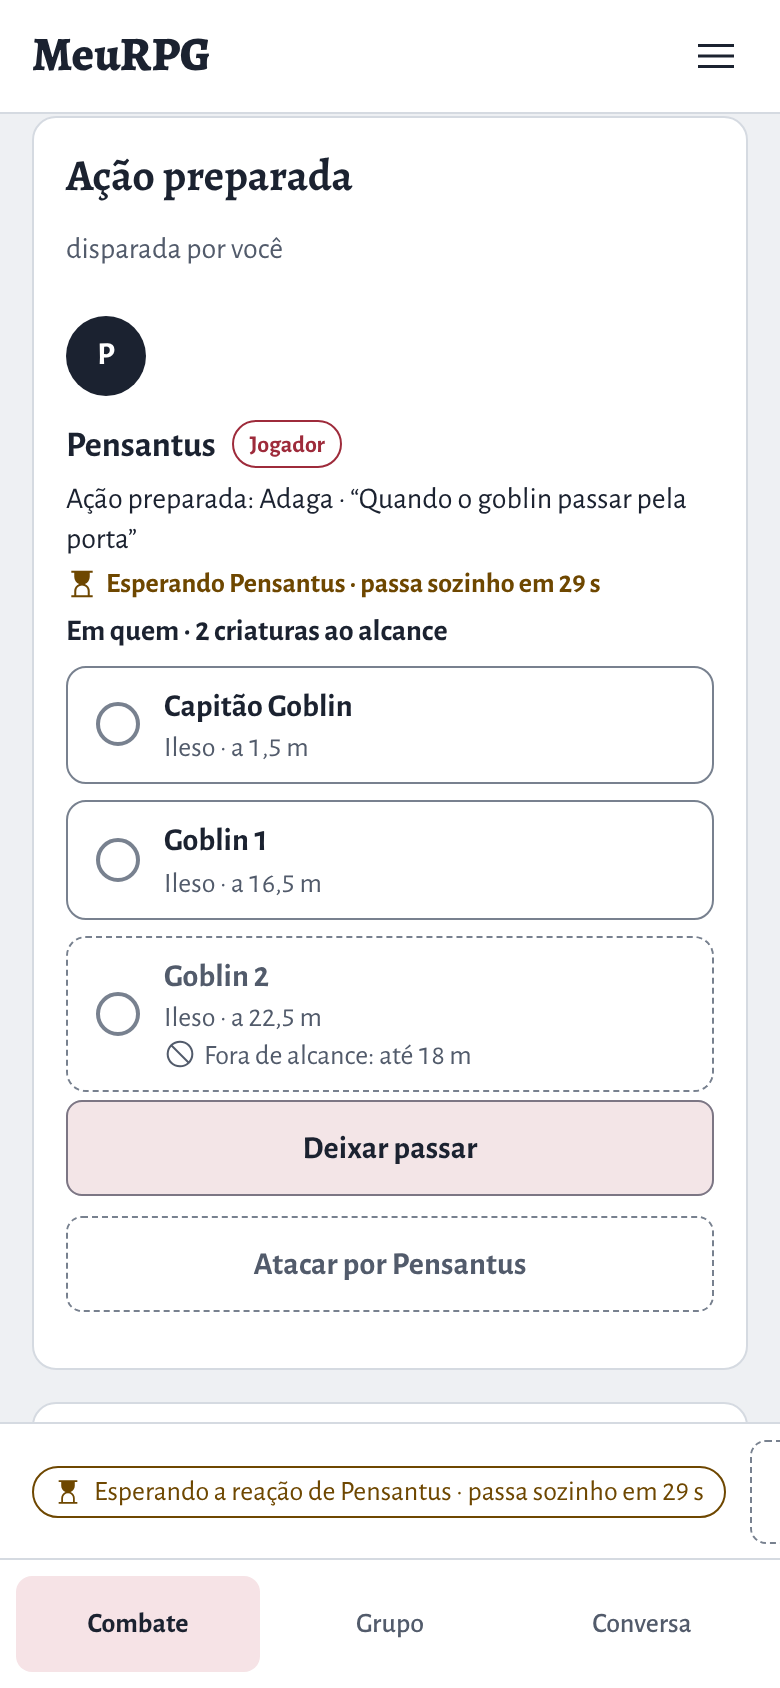 MeuRPG
Ação preparada
disparada por você
P
Pensantus
Jogador
Ação preparada: Adaga · “Quando o goblin passar pela
porta”
Esperando Pensantus · passa sozinho em 29 s
Em quem · 2 criaturas ao alcance
Capitão Goblin
Ileso · a 1,5 m
Goblin 1
Ileso · a 16,5 m
Goblin 2
Ileso · a 22,5 m
Fora de alcance: até 18 m
Deixar passar
Atacar por Pensantus
Esperando a reação de Pensantus · passa sozinho em 29 s
Combate
Grupo
Conversa